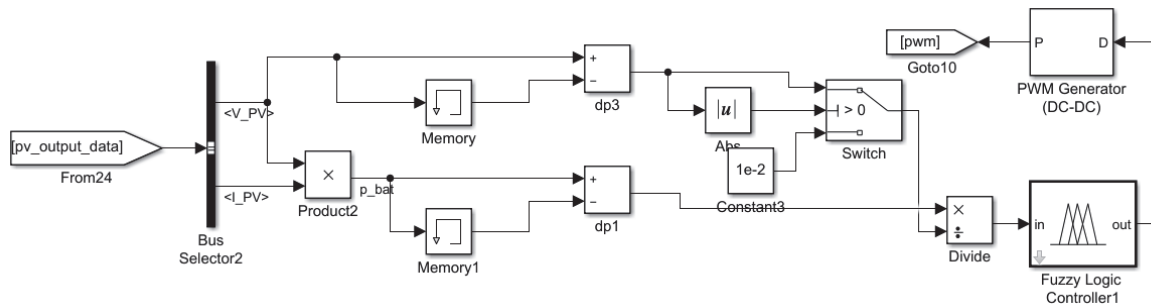 [pv_output_data]
From24
<V_PV>
<I_PV>
Bus
Selector2
×
Product2
p_bat
Memory
Memory1
+
−
dp3
+
−
dp1
|u|
Abs
1e-2
Constant3
> 0
Switch
×
÷
Divide
in
out
Fuzzy Logic
Controller1
[pwm]
Goto10
P
D
PWM Generator
(DC-DC)